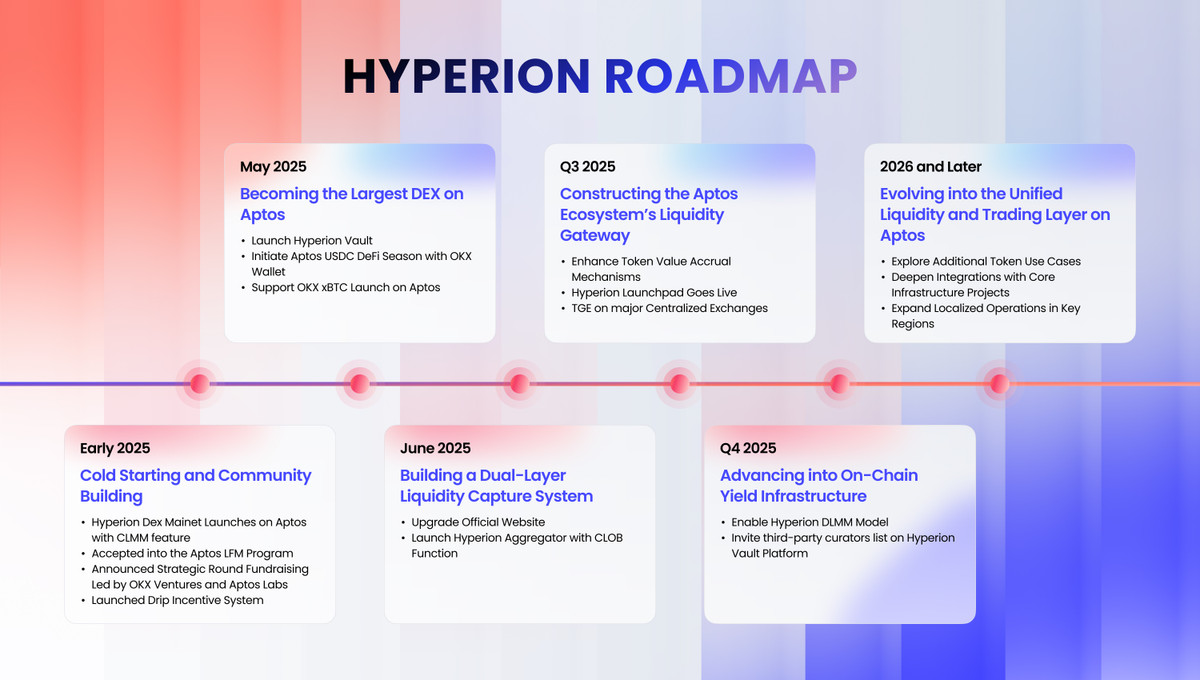 HYPERION ROADMAP
Early 2025
Cold Starting and Community
Building
• Hyperion Dex Mainet Launches on Aptos
with CLMM feature
• Accepted into the Aptos LFM Program
• Announced Strategic Round Fundraising
Led by OKX Ventures and Aptos Labs
• Launched Drip Incentive System
May 2025
Becoming the Largest DEX on
Aptos
• Launch Hyperion Vault
• Initiate Aptos USDC DeFi Season with OKX
Wallet
• Support OKX xBTC Launch on Aptos
June 2025
Building a Dual-Layer
Liquidity Capture System
• Upgrade Official Website
• Launch Hyperion Aggregator with CLOB
Function
Q3 2025
Constructing the Aptos
Ecosystem's Liquidity
Gateway
• Enhance Token Value Accrual
Mechanisms
• Hyperion Launchpad Goes Live
• TGE on major Centralized Exchanges
Q4 2025
Advancing into On-Chain
Yield Infrastructure
• Enable Hyperion DLMM Model
• Invite third-party curators list on Hyperion
Vault Platform
2026 and Later
Evolving into the Unified
Liquidity and Trading Layer on
Aptos
• Explore Additional Token Use Cases
• Deepen Integrations with Core
Infrastructure Projects
• Expand Localized Operations in Key
Regions